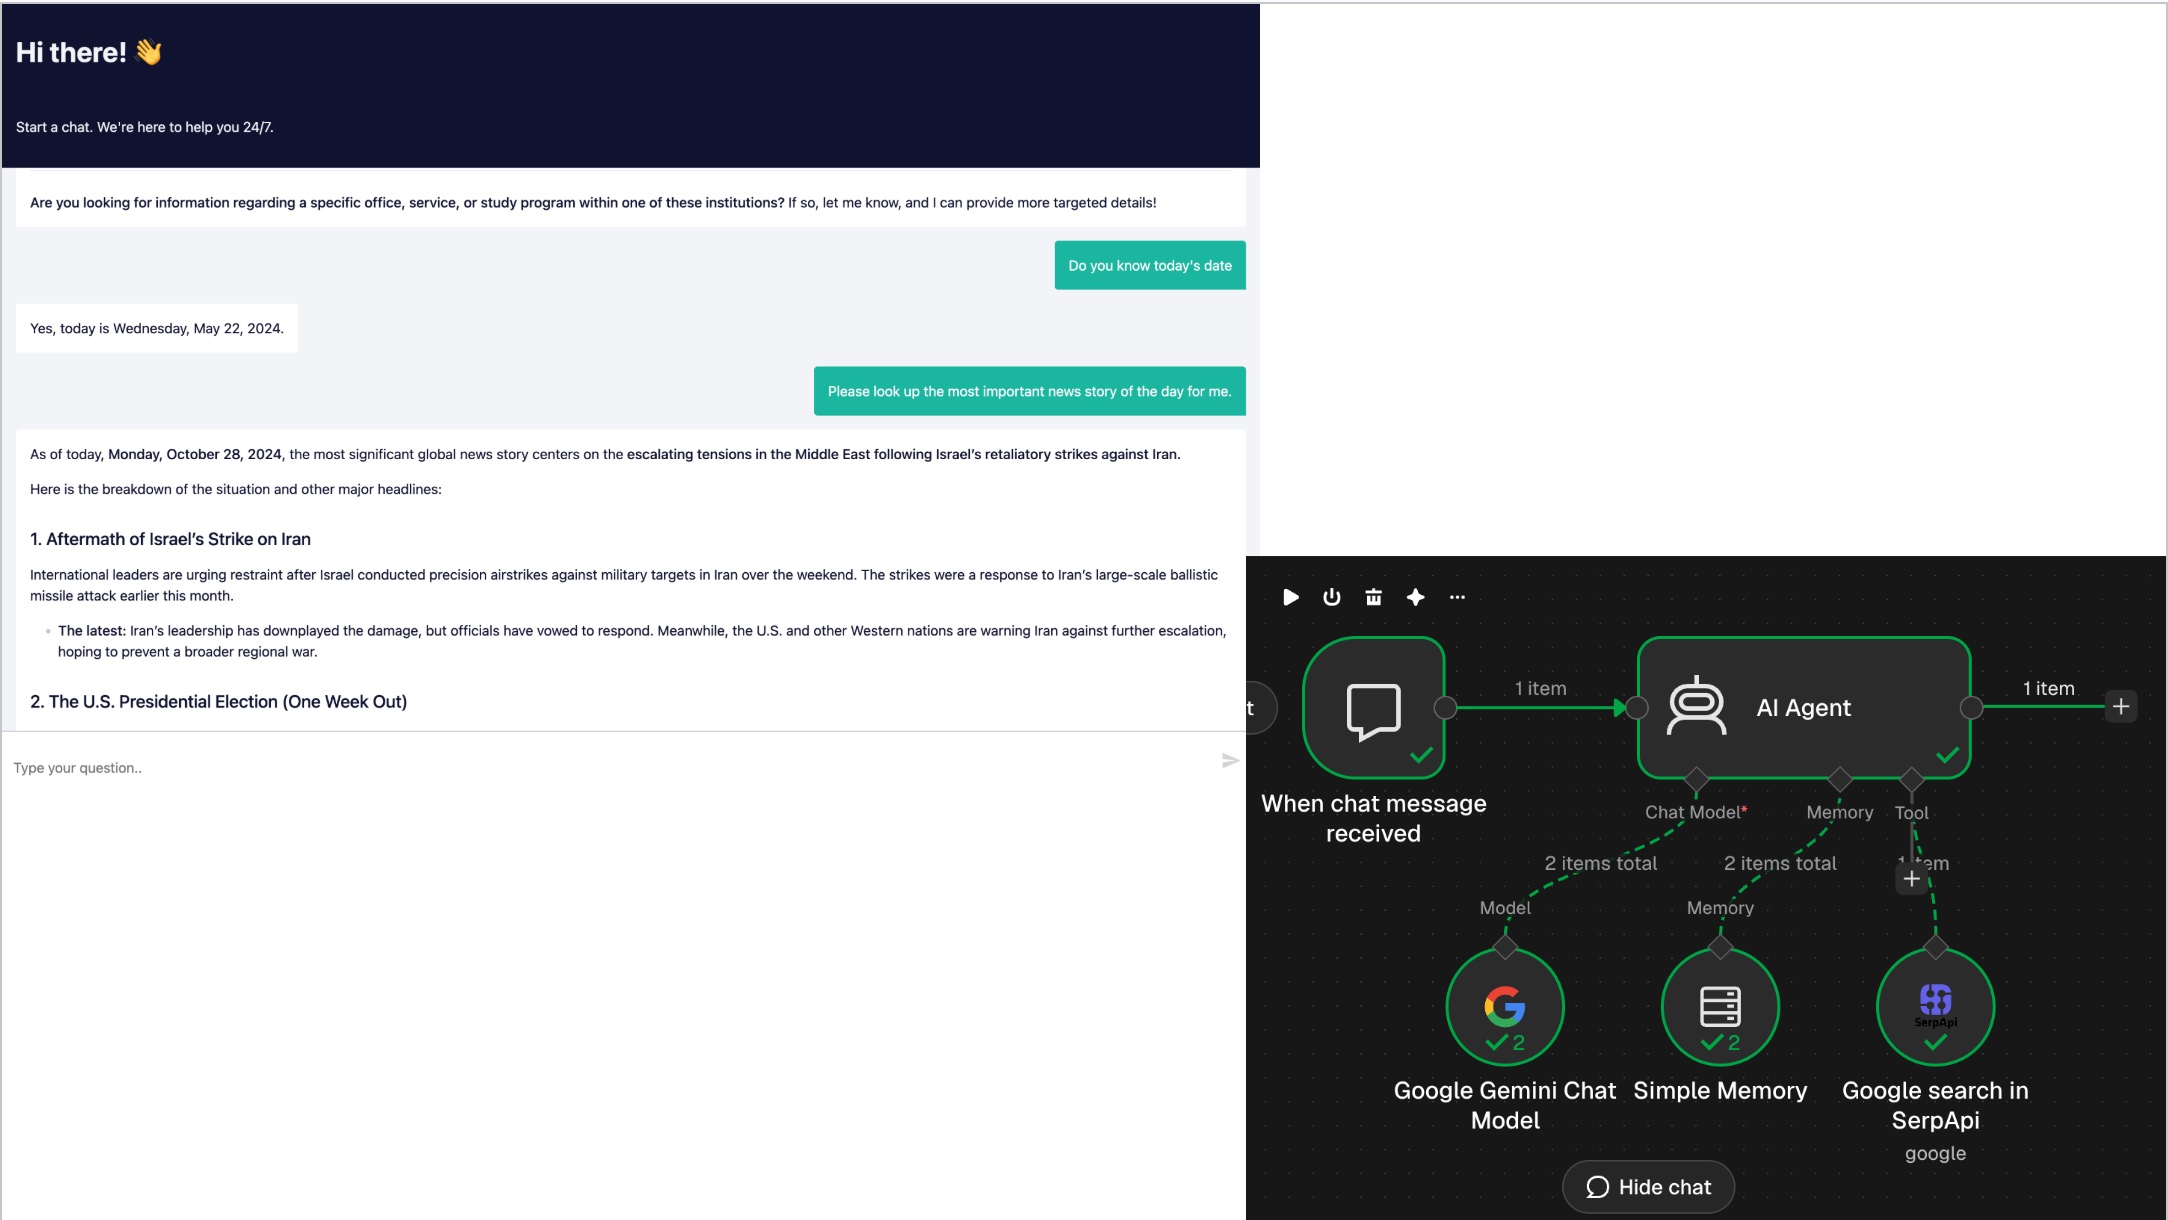 Hi there! 👋
Start a chat. We're here to help you 24/7.
Are you looking for information regarding a specific office, service, or study program within one of these institutions? If so, let me know, and I can provide more targeted details!
Do you know today's date
Yes, today is Wednesday, May 22, 2024.
Please look up the most important news story of the day for me.
As of today, Monday, October 28, 2024, the most significant global news story centers on the escalating tensions in the Middle East following Israel's retaliatory strikes against Iran.
Here is the breakdown of the situation and other major headlines:
1. Aftermath of Israel's Strike on Iran
International leaders are urging restraint after Israel conducted precision airstrikes against military targets in Iran over the weekend. The strikes were a response to Iran's large-scale ballistic
missile attack earlier this month.
• The latest: Iran's leadership has downplayed the damage, but officials have vowed to respond. Meanwhile, the U.S. and other Western nations are warning Iran against further escalation,
hoping to prevent a broader regional war.
2. The U.S. Presidential Election (One Week Out)
Type your question..
t
1 item
AI Agent
1 item
When chat message
received
Chat Model*
Memory
Tool
2 items total
2 items total
1 item
Model
Memory
2
2
SerpApi
Google Gemini Chat
Model
Simple Memory
Google search in
SerpApi
google
Hide chat